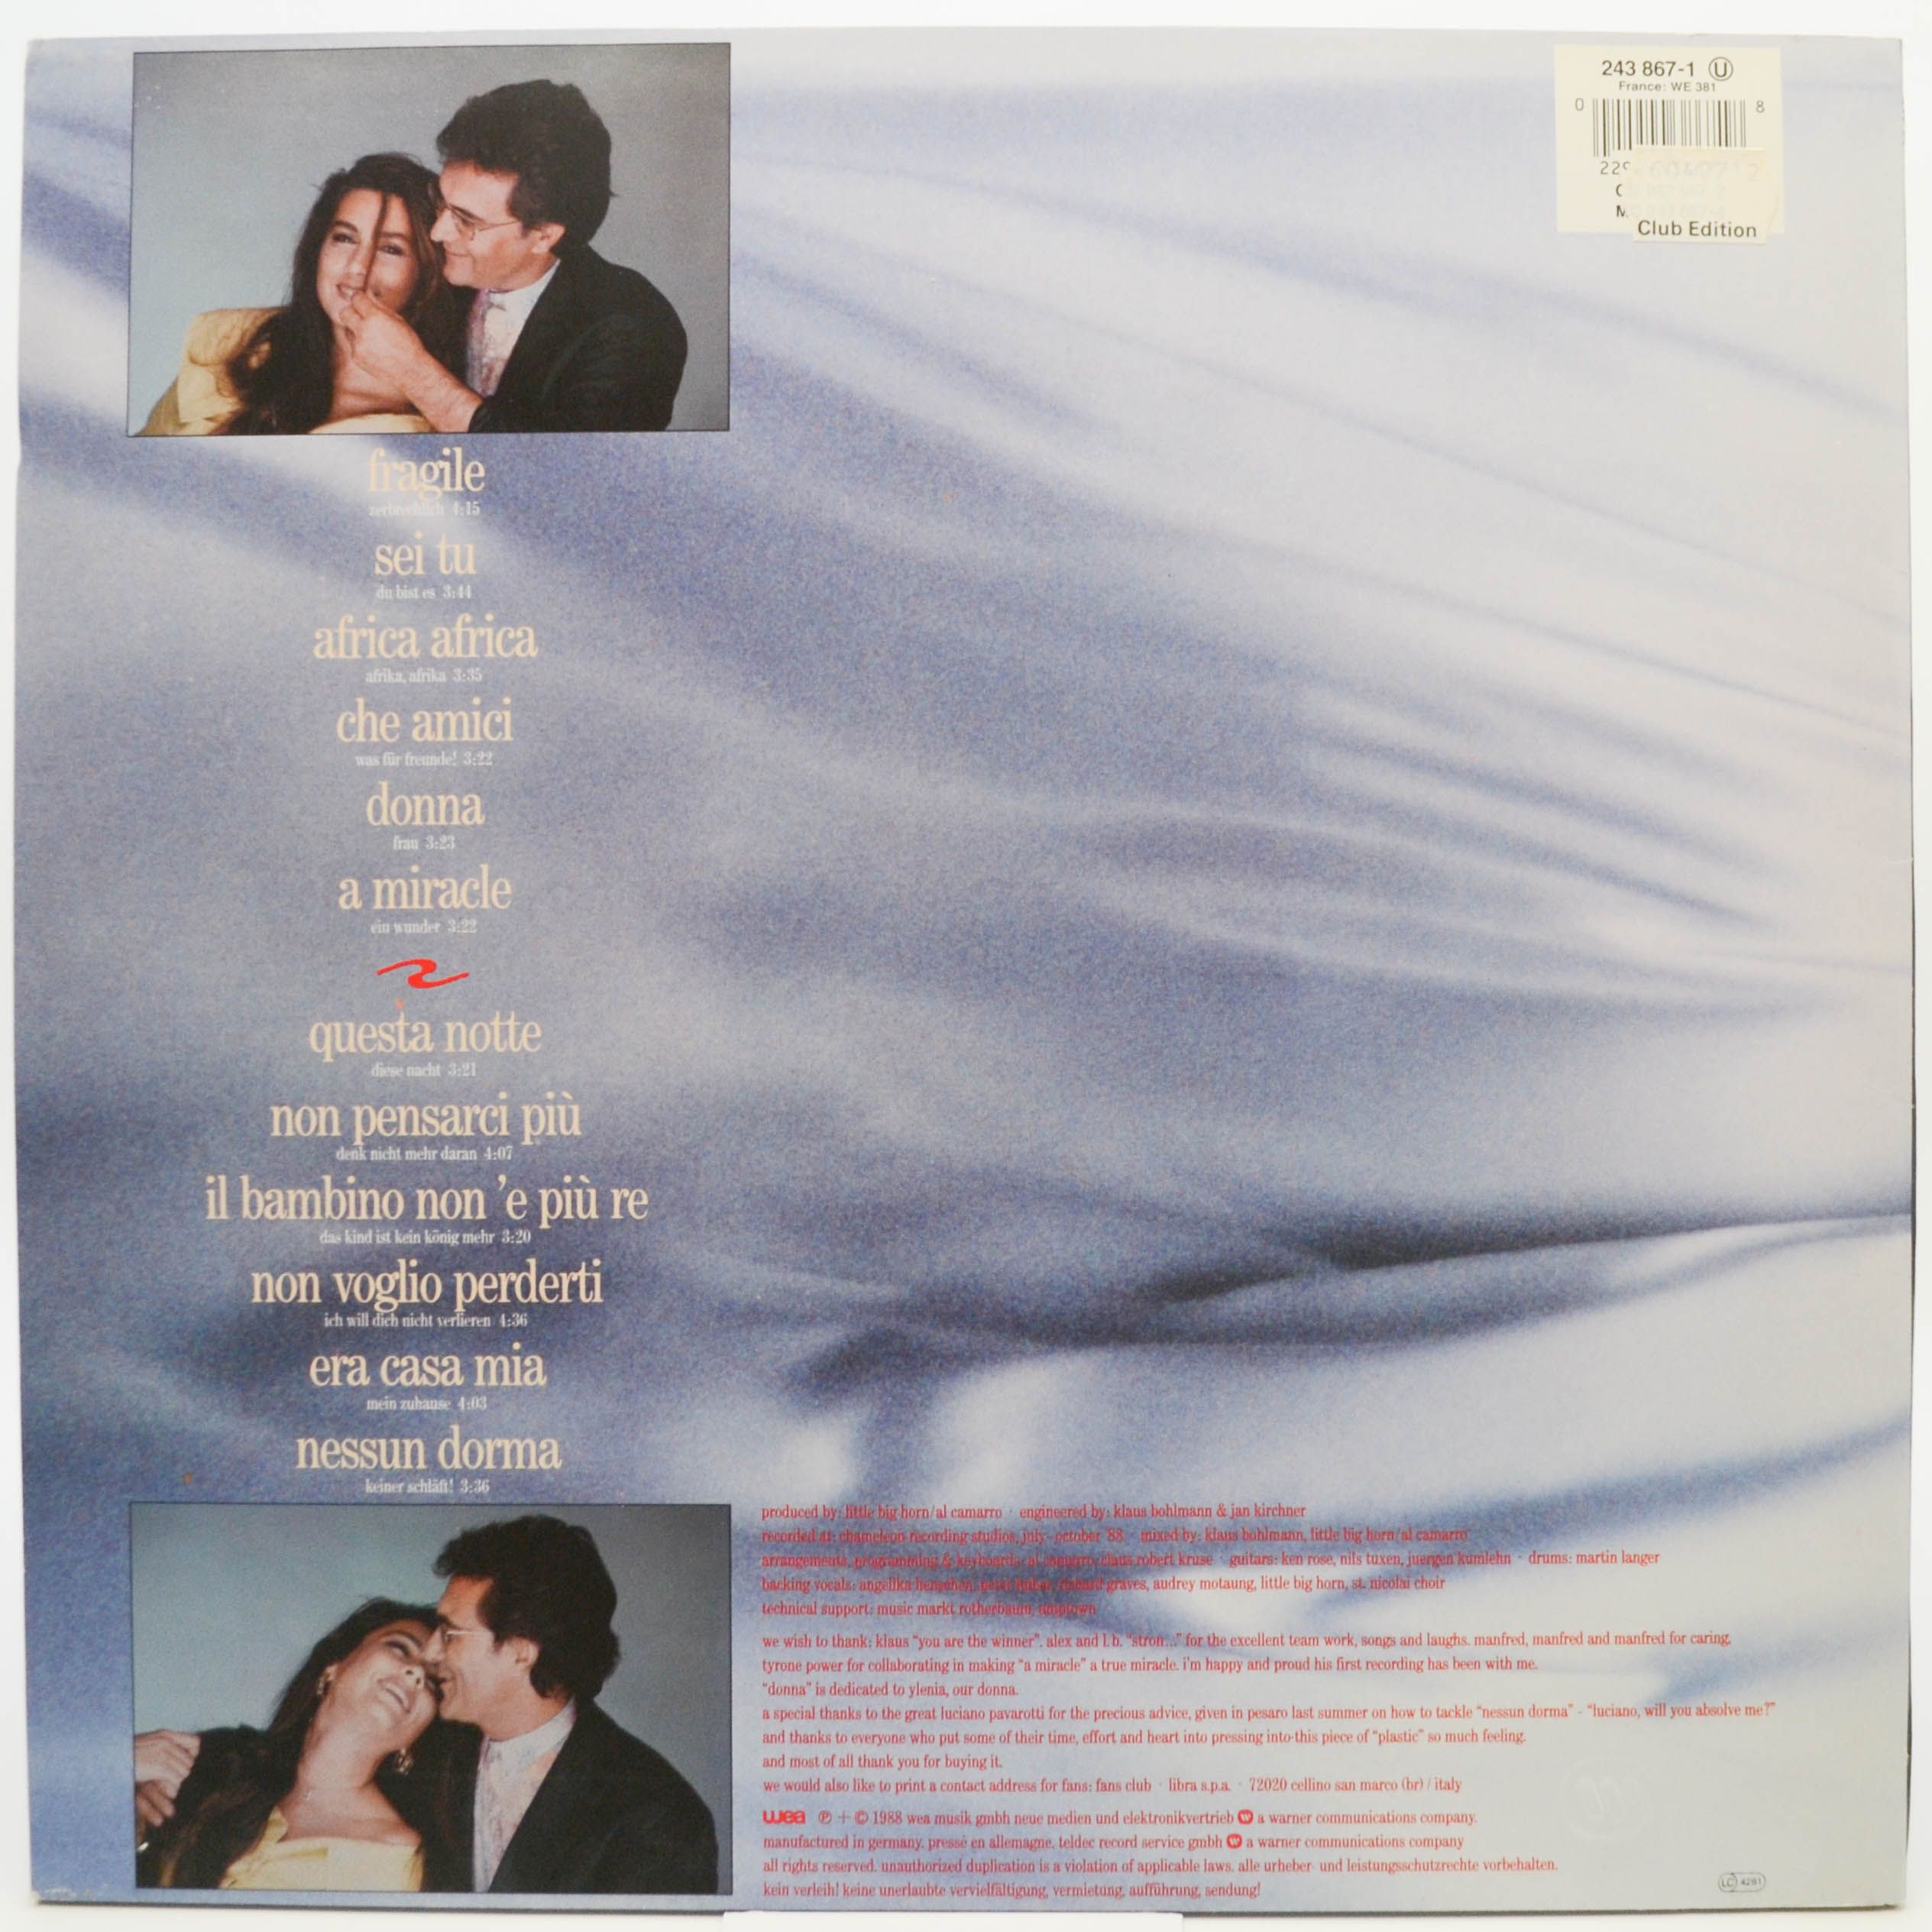 243 867-1 U
France: WE 381
0 8
229
Club Edition
fragile
zerbrechlich 4:15
sei tu
du bist es 3:44
africa africa
afrika, afrika 3:35
che amici
was für freunde! 3:22
donna
frau 3:23
a miracle
ein wunder 3:22
questa notte
diese nacht 3:21
non pensarci più
denk nicht mehr daran 4:07
il bambino non 'e più re
das kind ist kein könig mehr 3:20
non voglio perderti
ich will dich nicht verlieren 4:36
era casa mia
mein zuhause 4:03
nessun dorma
keiner schläft! 3:36
produced by: little big horn/al camarro · engineered by: klaus bohlmann & jan kirchner
recorded at: chameleon recording studios, july - october '88 · mixed by: klaus bohlmann, little big horn/al camarro
arrangements, programming & keyboards: al camarro, claus robert kruse · guitars: ken rose, nils tuxen, juergen kumlehn · drums: martin langer
backing vocals: angelika henschen, graves, audrey motaung, little big horn, st. nicolai choir
technical support: music markt rotherbaum, amptown
we wish to thank: klaus "you are the winner". alex and l.b. "stron..." for the excellent team work, songs and laughs. manfred, manfred and manfred for caring.
tyrone power for collaborating in making "a miracle" a true miracle. i'm happy and proud his first recording has been with me.
"donna" is dedicated to ylenia, our donna.
a special thanks to the great luciano pavarotti for the precious advice, given in pesaro last summer on how to tackle "nessun dorma" - "luciano, will you absolve me?"
and thanks to everyone who put some of their time, effort and heart into pressing into this piece of "plastic" so much feeling.
and most of all thank you for buying it.
we would also like to print a contact address for fans: fans club · libra s.p.a. · 72020 cellino san marco (br) / italy
wea ℗ + © 1988 wea musik gmbh neue medien und elektronikvertrieb w a warner communications company.
manufactured in germany. pressé en allemagne. teldec record service gmbh w a warner communications company
all rights reserved. unauthorized duplication is a violation of applicable laws. alle urheber- und leistungsschutzrechte vorbehalten.
kein verleih! keine unerlaubte vervielfältigung, vermietung, aufführung, sendung!
LC 4281